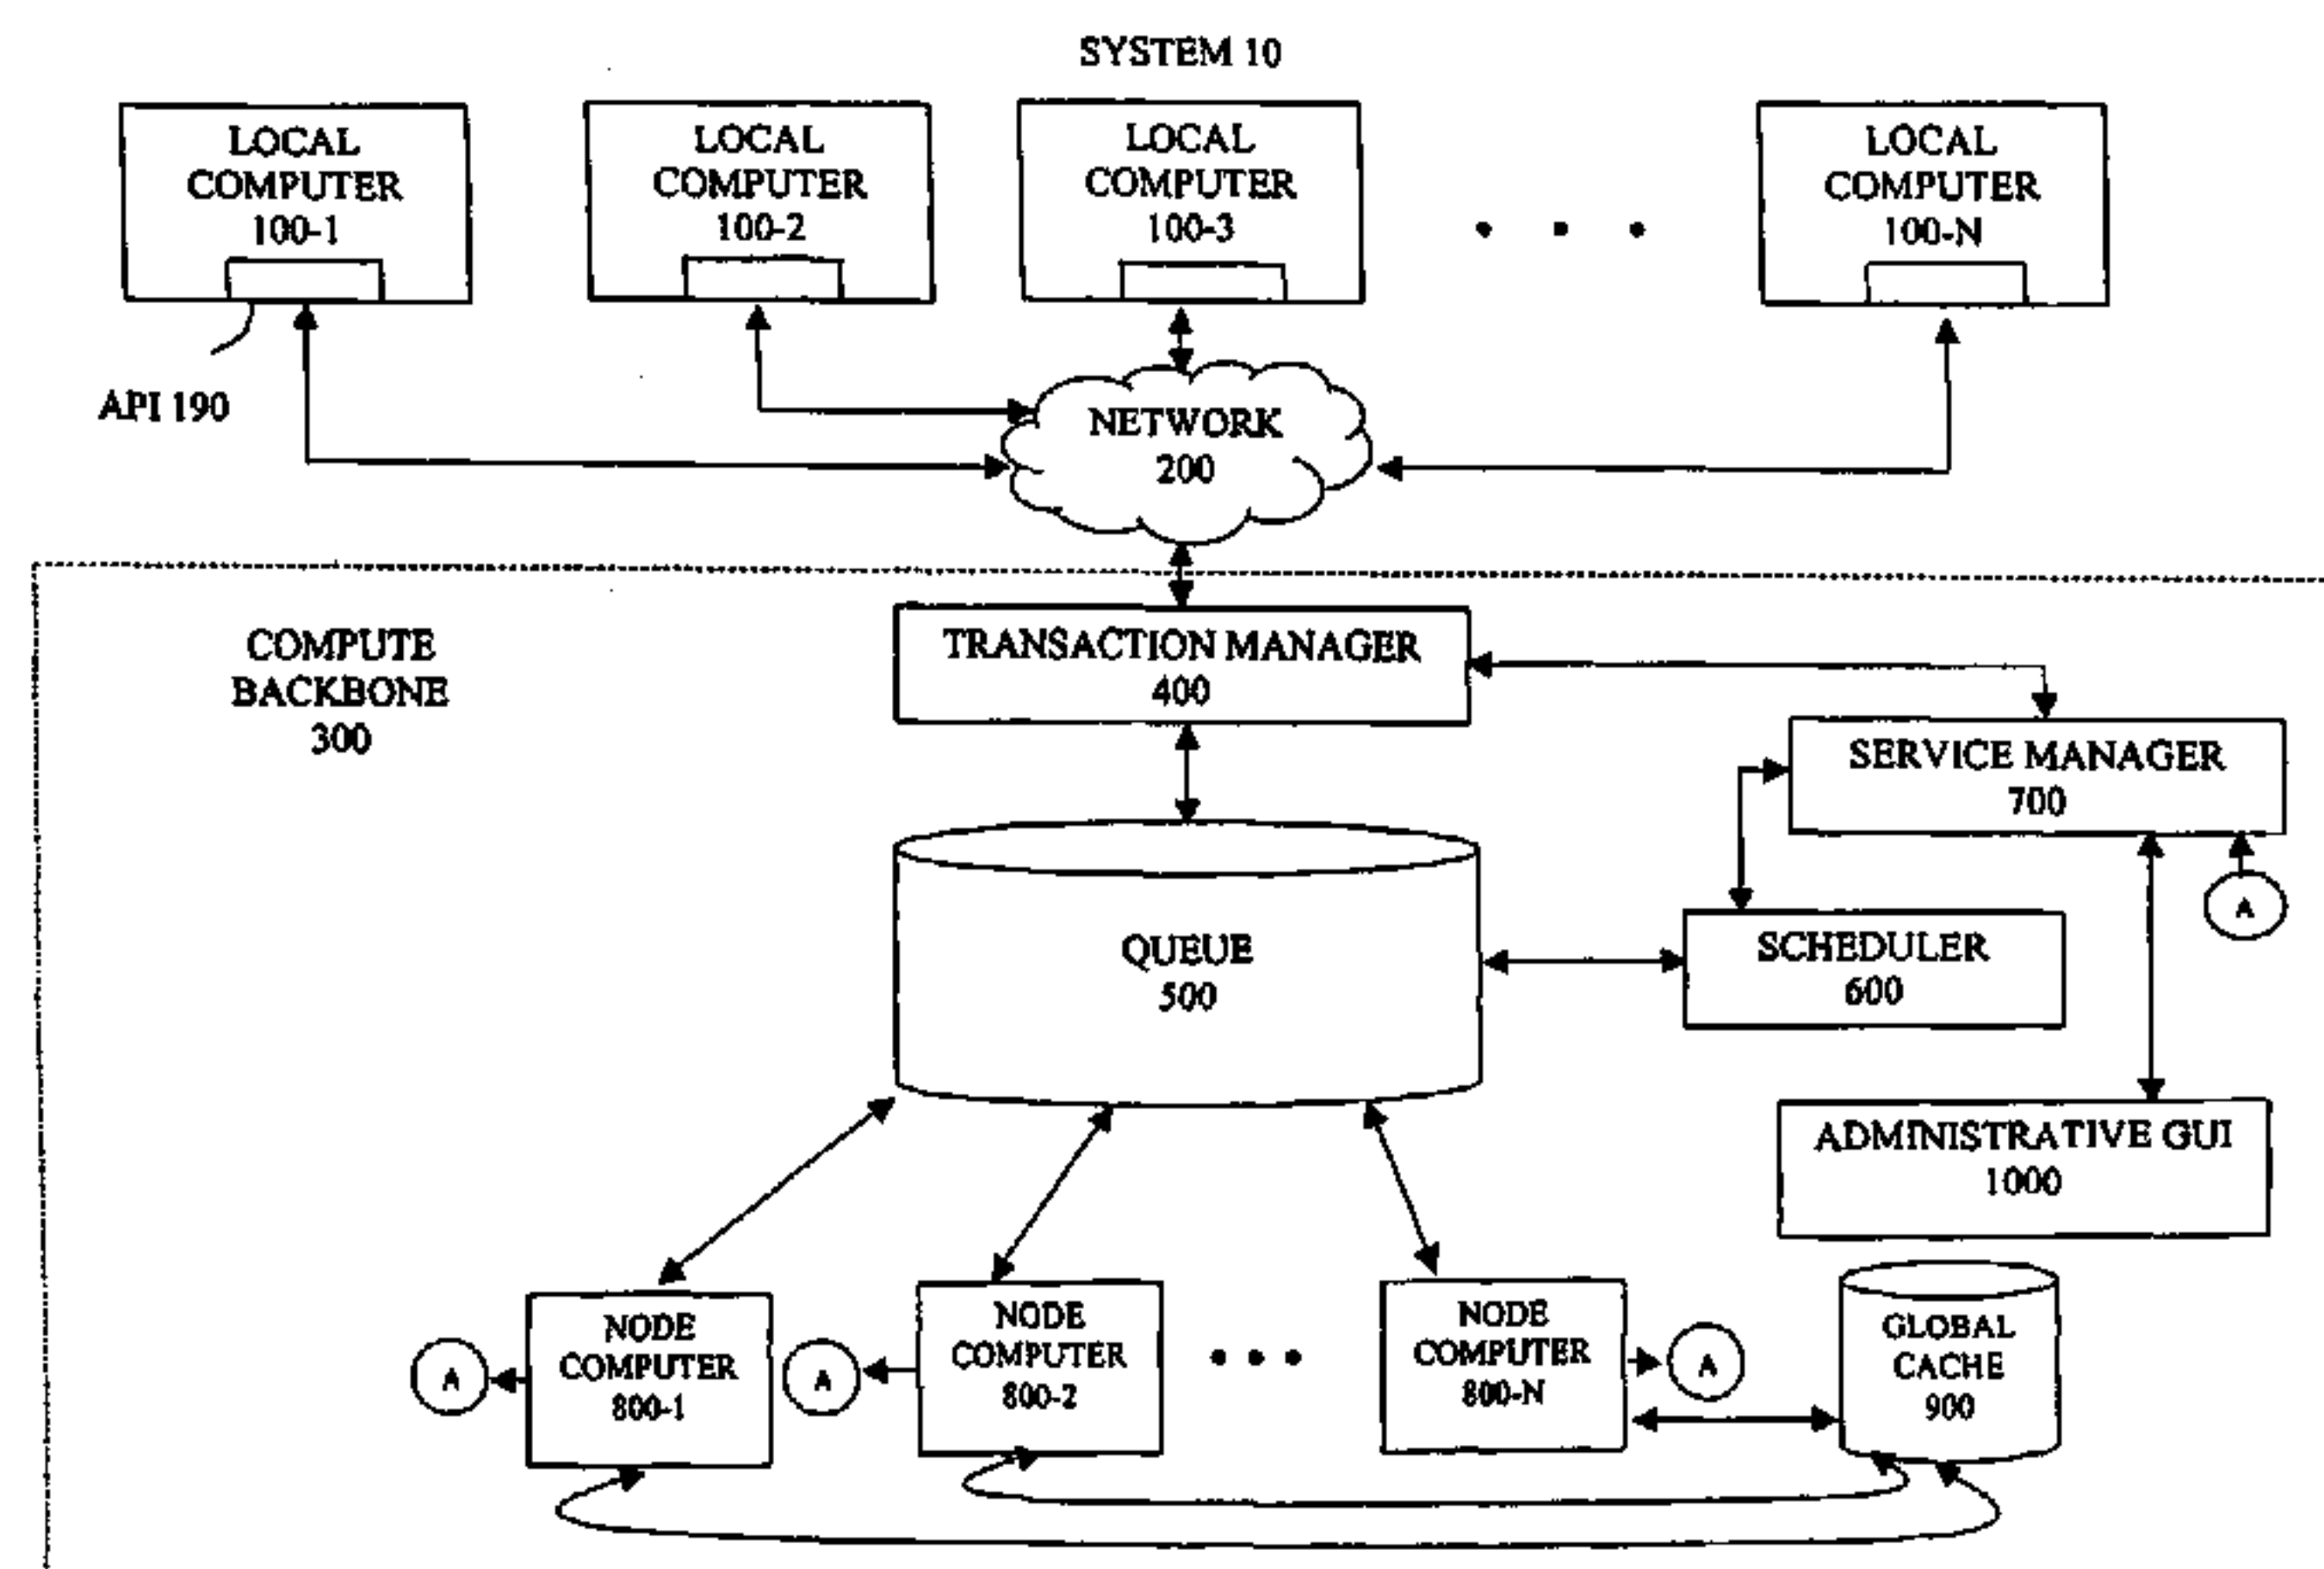 SYSTEM 10
LOCAL
COMPUTER
100-1
LOCAL
COMPUTER
100-2
LOCAL
COMPUTER
100-3
LOCAL
COMPUTER
100-N
API 190
NETWORK
200
COMPUTE
BACKBONE
300
TRANSACTION MANAGER
400
SERVICE MANAGER
700
A
QUEUE
500
SCHEDULER
600
ADMINISTRATIVE GUI
1000
A
NODE
COMPUTER
800-1
A
NODE
COMPUTER
800-2
NODE
COMPUTER
800-N
A
GLOBAL
CACHE
900